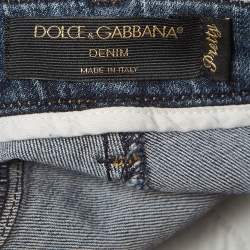 DOLCE & GABBANA®
DENIM
MADE IN ITALY
Pretty